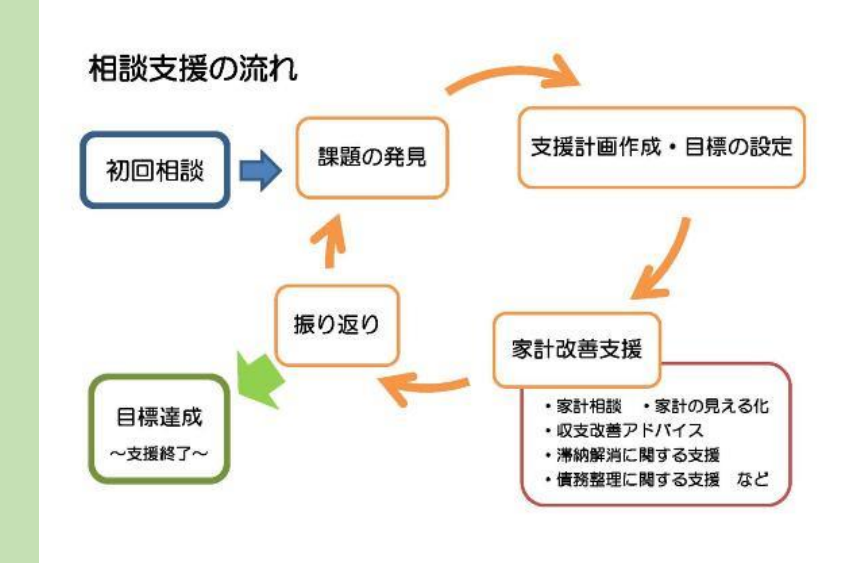 相談支援の流れ
初回相談
課題の発見
支援計画作成・目標の設定
家計改善支援
・家計相談　・家計の見える化
・収支改善アドバイス
・滞納解消に関する支援
・債務整理に関する支援　など
振り返り
目標達成
～支援終了～